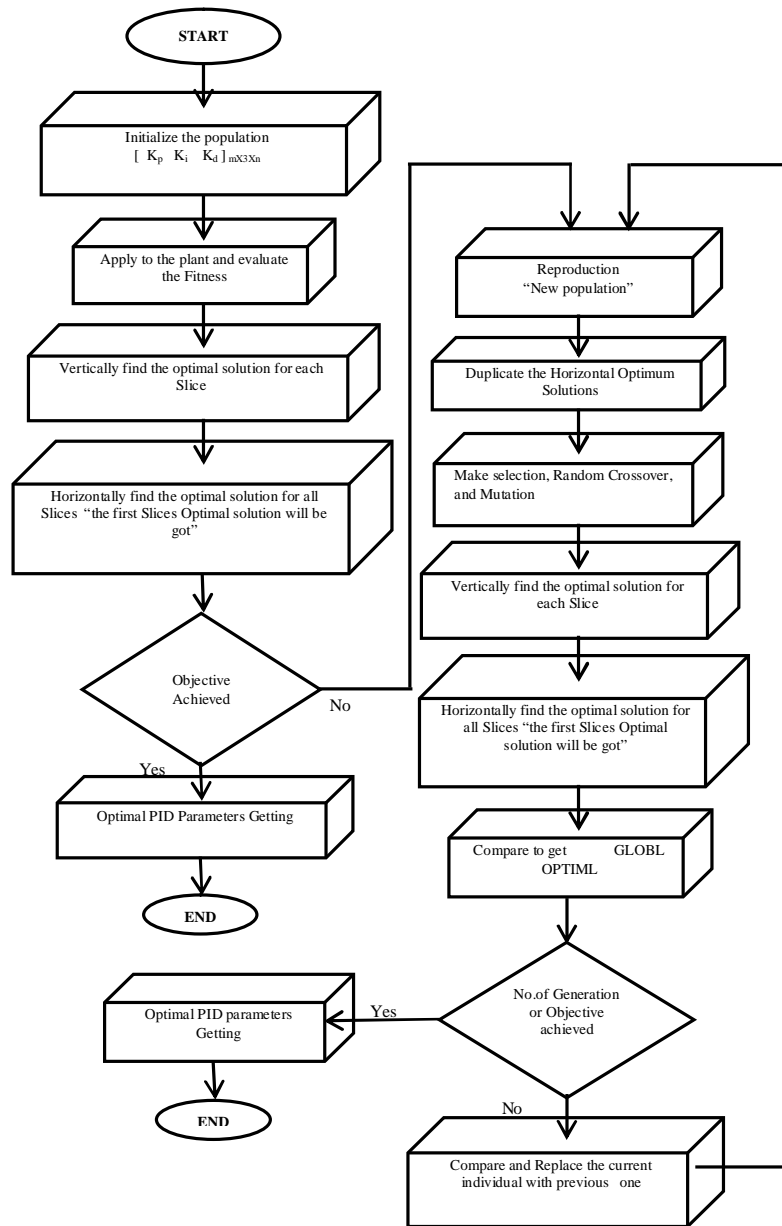 START
Initialize the population
[ Kp Ki Kd ] mX3Xn
Apply to the plant and evaluate
the Fitness
Vertically find the optimal solution for each
Slice
Horizontally find the optimal solution for all
Slices “the first Slices Optimal solution will be
got”
Objective
Achieved
No
Yes
Optimal PID Parameters Getting
END
Reproduction
“New population”
Duplicate the Horizontal Optimum
Solutions
Make selection, Random Crossover,
and Mutation
Vertically find the optimal solution for
each Slice
Horizontally find the optimal solution for
all Slices “the first Slices Optimal
solution will be got”
Compare to get GLOBL
OPTIML
No.of Generation
or Objective
achieved
Yes
Optimal PID parameters
Getting
END
No
Compare and Replace the current
individual with previous one